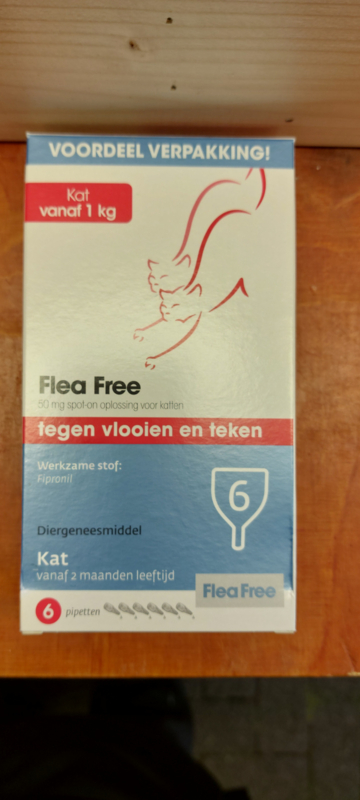 VOORDEEL VERPAKKING!
Kat
vanaf 1 kg
Flea Free
50 mg spot-on oplossing voor katten
tegen vlooien en teken
Werkzame stof:
Fipronil
6
Diergeneesmiddel
Kat
vanaf 2 maanden leeftijd
Flea Free
6 pipetten